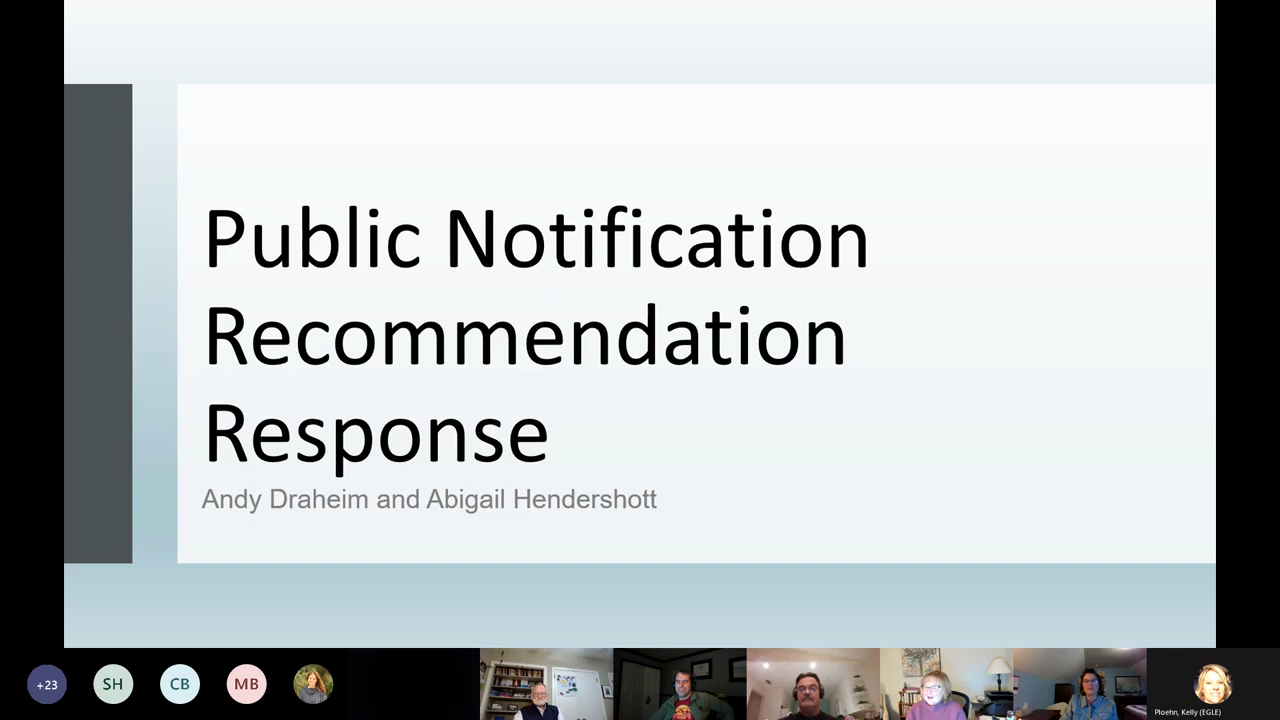 Public Notification
Recommendation
Response
Andy Draheim and Abigail Hendershott
+23
SH
CB
MB
Ploehn, Kelly (EGLE)